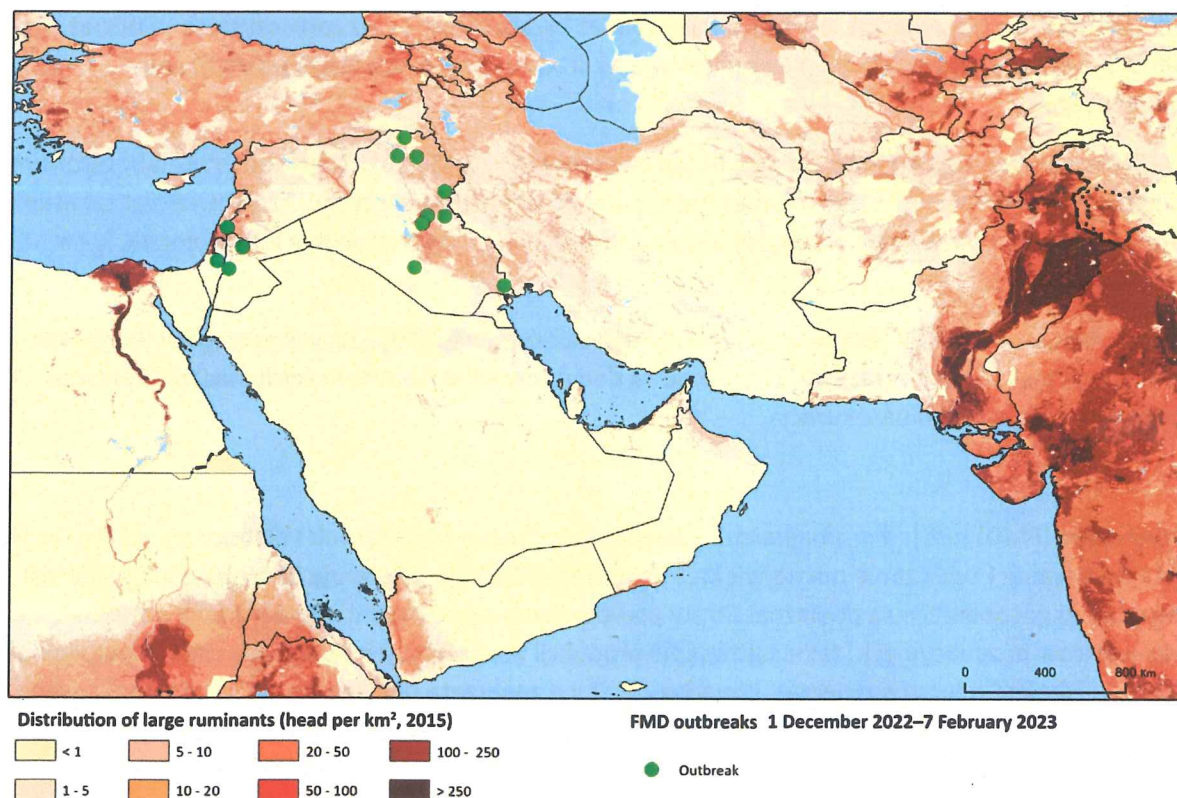 0 400 800 Km
Distribution of large ruminants (head per km², 2015)
FMD outbreaks 1 December 2022–7 February 2023
< 1 5 - 10 20 - 50 100 - 250
1 - 5 10 - 20 50 - 100 > 250
Outbreak